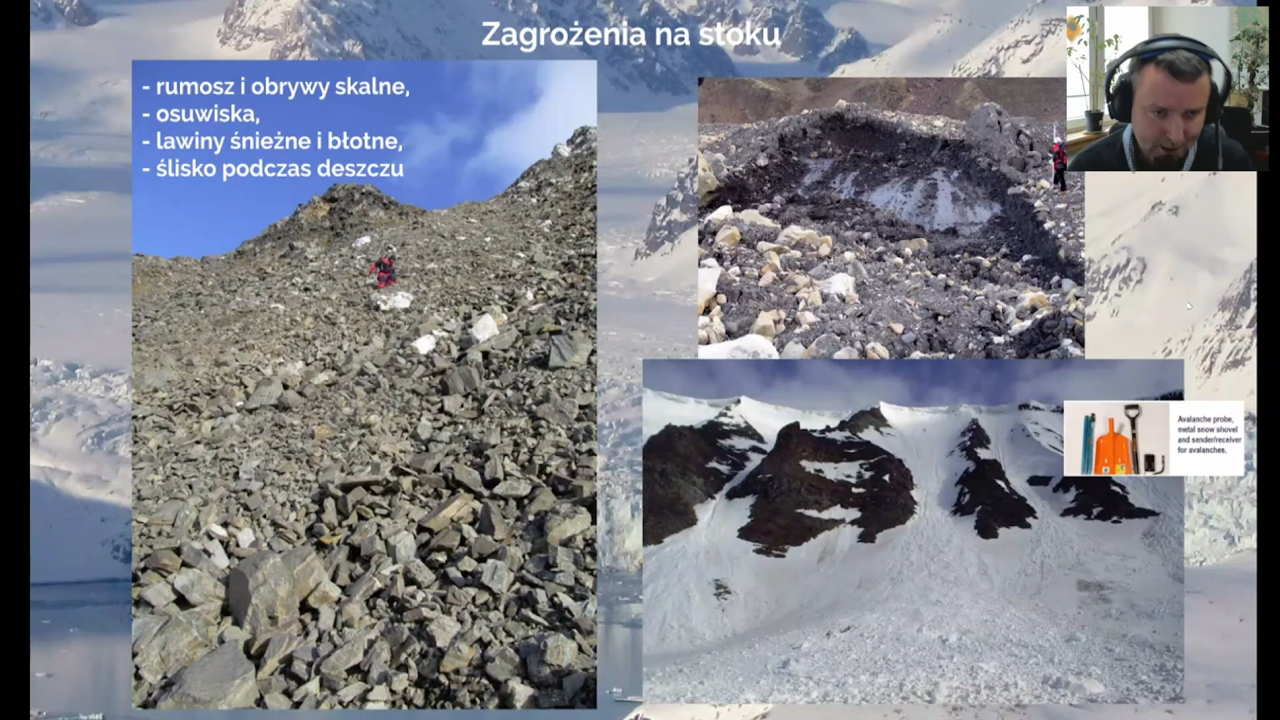 Zagrożenia na stoku
- rumosz i obrywy skalne,
- osuwiska,
- lawiny śnieżne i błotne,
- ślisko podczas deszczu
Avalanche probe,
metal snow shovel
and sender/receiver
for avalanches.